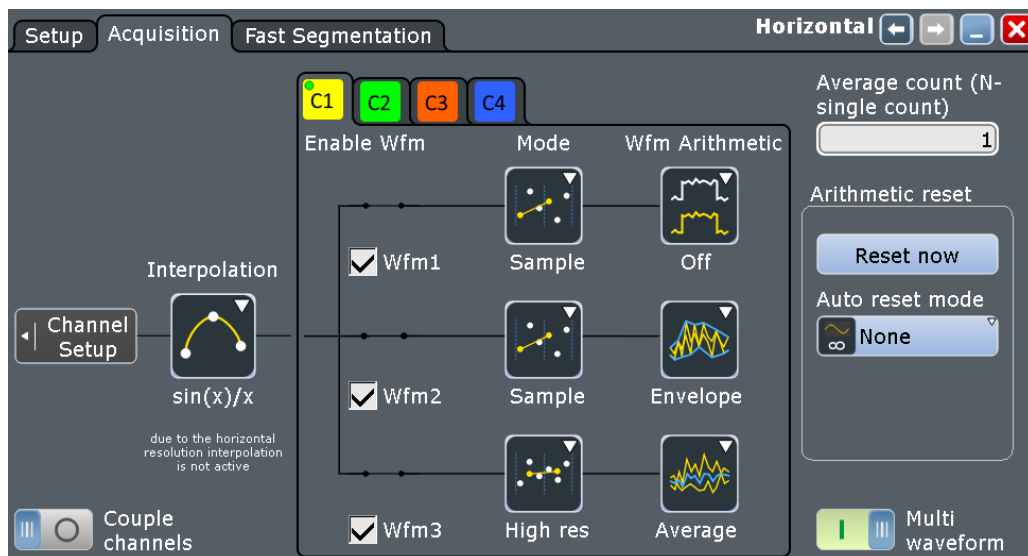 Setup
Acquisition
Fast Segmentation
Horizontal
C1
C2
C3
C4
Enable Wfm
Mode
Wfm Arithmetic
Wfm1
Sample
Off
Interpolation
Channel
Setup
sin(x)/x
due to the horizontal
resolution interpolation
is not active
Wfm2
Sample
Envelope
Wfm3
High res
Average
Couple
channels
Average count (N-
single count)
1
Arithmetic reset
Reset now
Auto reset mode
None
Multi
waveform